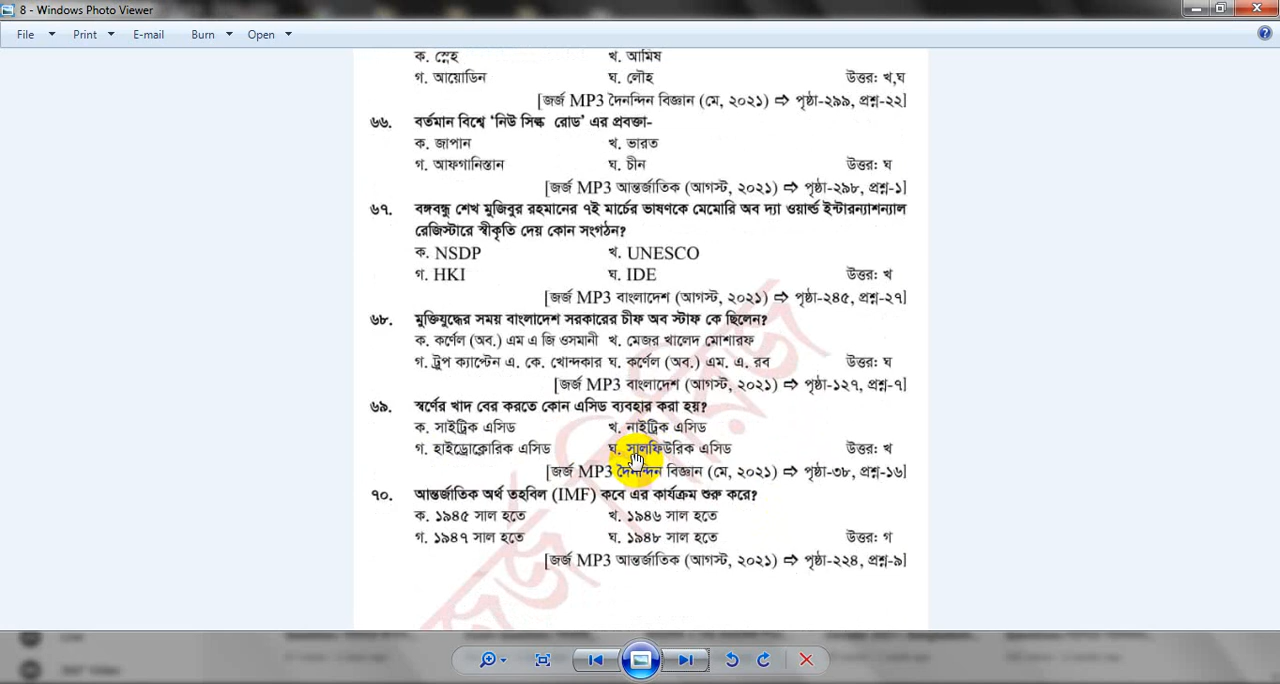 8 - Windows Photo Viewer
File Print E-mail Burn Open
ক. স্নেহ খ. আমিষ
গ. আয়োডিন ঘ. লৌহ উত্তর: খ,ঘ
[জর্জ MP3 দৈনন্দিন বিজ্ঞান (মে, ২০২১) ⇨ পৃষ্ঠা-২৯৯, প্রশ্ন-২২]
৬৬. বর্তমান বিশ্বে ‘নিউ সিল্ক রোড’ এর প্রবক্তা-
ক. জাপান খ. ভারত
গ. আফগানিস্তান ঘ. চীন উত্তর: ঘ
[জর্জ MP3 আন্তর্জাতিক (আগস্ট, ২০২১) ⇨ পৃষ্ঠা-২৯৮, প্রশ্ন-১]
৬৭. বঙ্গবন্ধু শেখ মুজিবুর রহমানের ৭ই মার্চের ভাষণকে মেমোরি অব দ্যা ওয়ার্ল্ড ইন্টারন্যাশন্যাল
রেজিস্টারে স্বীকৃতি দেয় কোন সংগঠন?
ক. NSDP খ. UNESCO
গ. HKI ঘ. IDE উত্তর: খ
[জর্জ MP3 বাংলাদেশ (আগস্ট, ২০২১) ⇨ পৃষ্ঠা-২৪৫, প্রশ্ন-২৭]
৬৮. মুক্তিযুদ্ধের সময় বাংলাদেশ সরকারের চীফ অব স্টাফ কে ছিলেন?
ক. কর্ণেল (অব.) এম এ জি ওসমানী খ. মেজর খালেদ মোশারফ
গ. ট্রুপ ক্যাপ্টেন এ. কে. খোন্দকার ঘ. কর্ণেল (অব.) এম. এ. রব উত্তর: ঘ
[জর্জ MP3 বাংলাদেশ (আগস্ট, ২০২১) ⇨ পৃষ্ঠা-১২৭, প্রশ্ন-৭]
৬৯. স্বর্ণের খাদ বের করতে কোন এসিড ব্যবহার করা হয়?
ক. সাইট্রিক এসিড খ. নাইট্রিক এসিড
গ. হাইড্রোক্লোরিক এসিড ঘ. সালফিউরিক এসিড উত্তর: খ
[জর্জ MP3 দৈনন্দিন বিজ্ঞান (মে, ২০২১) ⇨ পৃষ্ঠা-৩৮, প্রশ্ন-১৬]
৭০. আন্তর্জাতিক অর্থ তহবিল (IMF) কবে এর কার্যক্রম শুরু করে?
ক. ১৯৪৫ সাল হতে খ. ১৯৪৬ সাল হতে
গ. ১৯৪৭ সাল হতে ঘ. ১৯৪৮ সাল হতে উত্তর: গ
[জর্জ MP3 আন্তর্জাতিক (আগস্ট, ২০২১) ⇨ পৃষ্ঠা-২২৪, প্রশ্ন-৯]